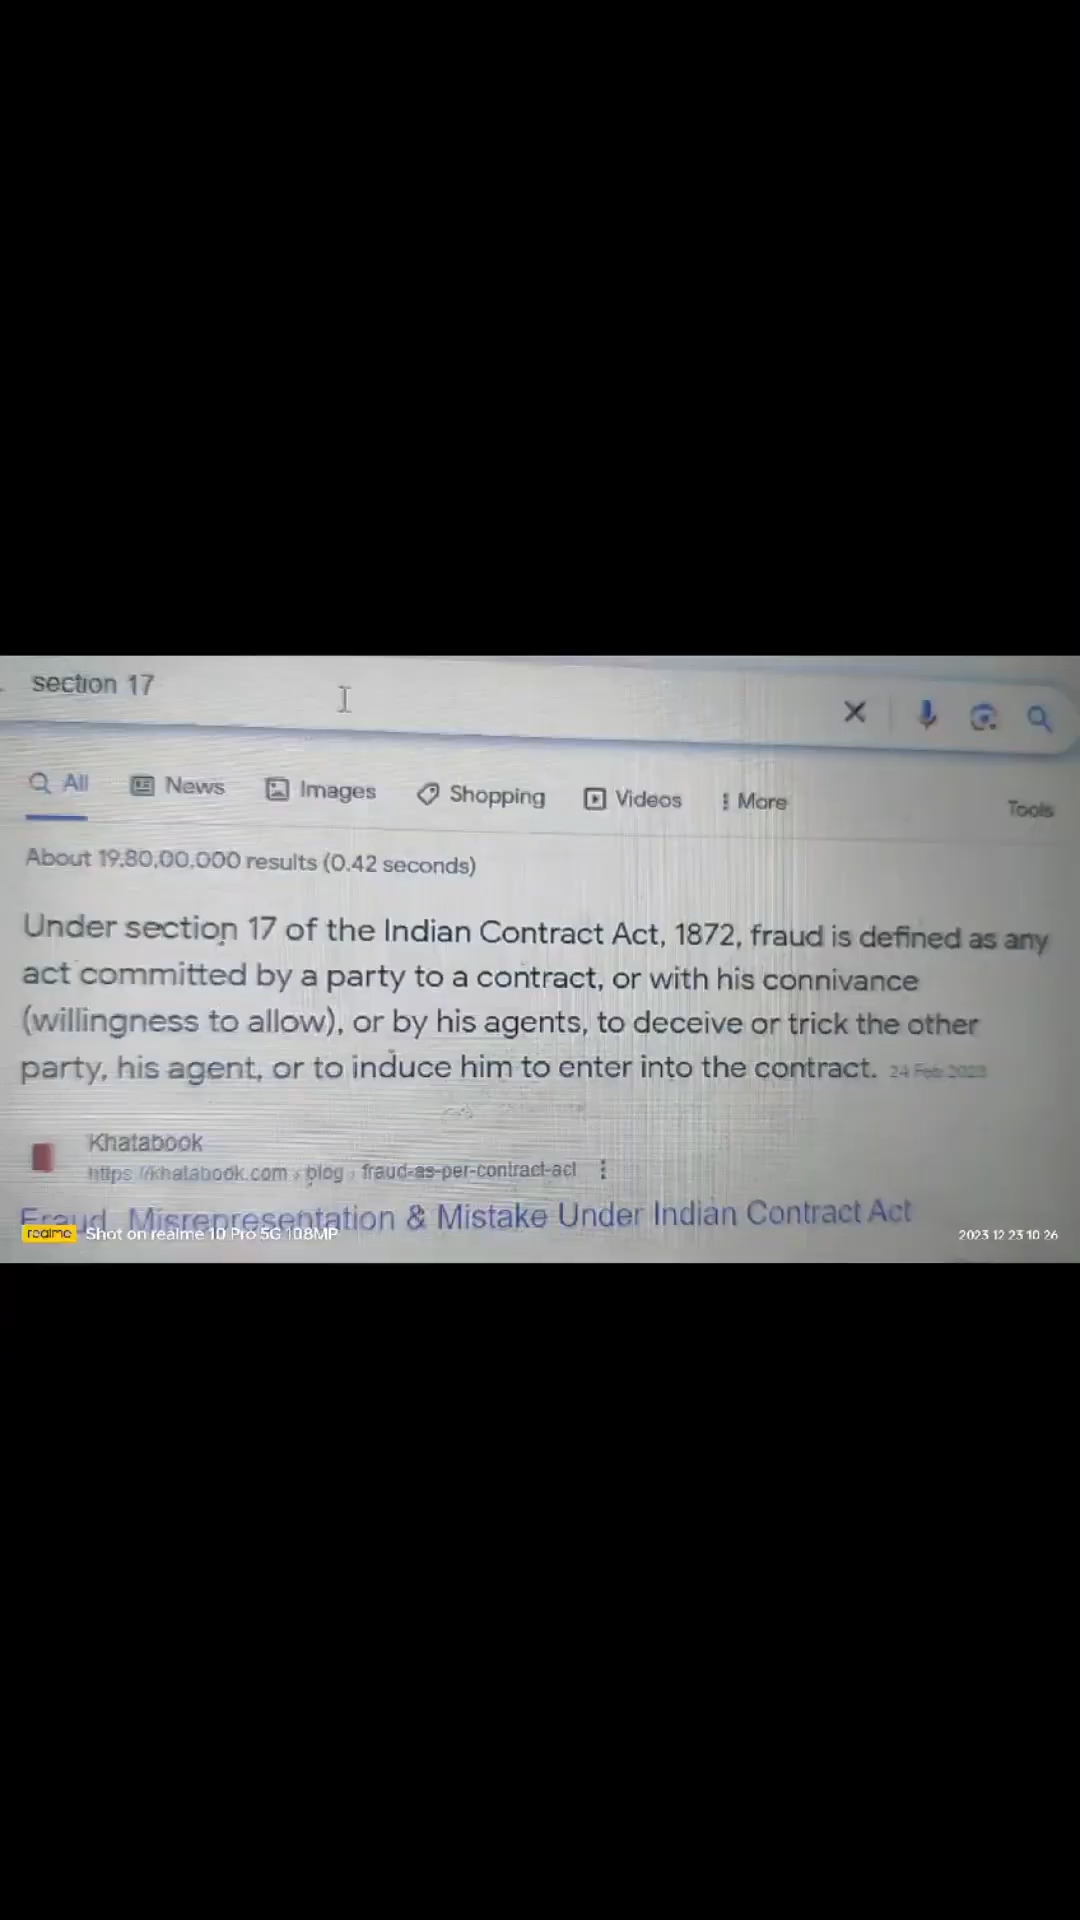 section 17
All News Images Shopping Videos More Tools
About 19,80,00,000 results (0.42 seconds)
Under section 17 of the Indian Contract Act, 1872, fraud is defined as any
act committed by a party to a contract, or with his connivance
(willingness to allow), or by his agents, to deceive or trick the other
party, his agent, or to induce him to enter into the contract. 24 Feb 2023
Khatabook
https://khatabook.com › blog › fraud-as-per-contract-act
Fraud, Misrepresentation & Mistake Under Indian Contract Act
realme Shot on realme 10 Pro 5G 108MP 2023 12 23 10 26